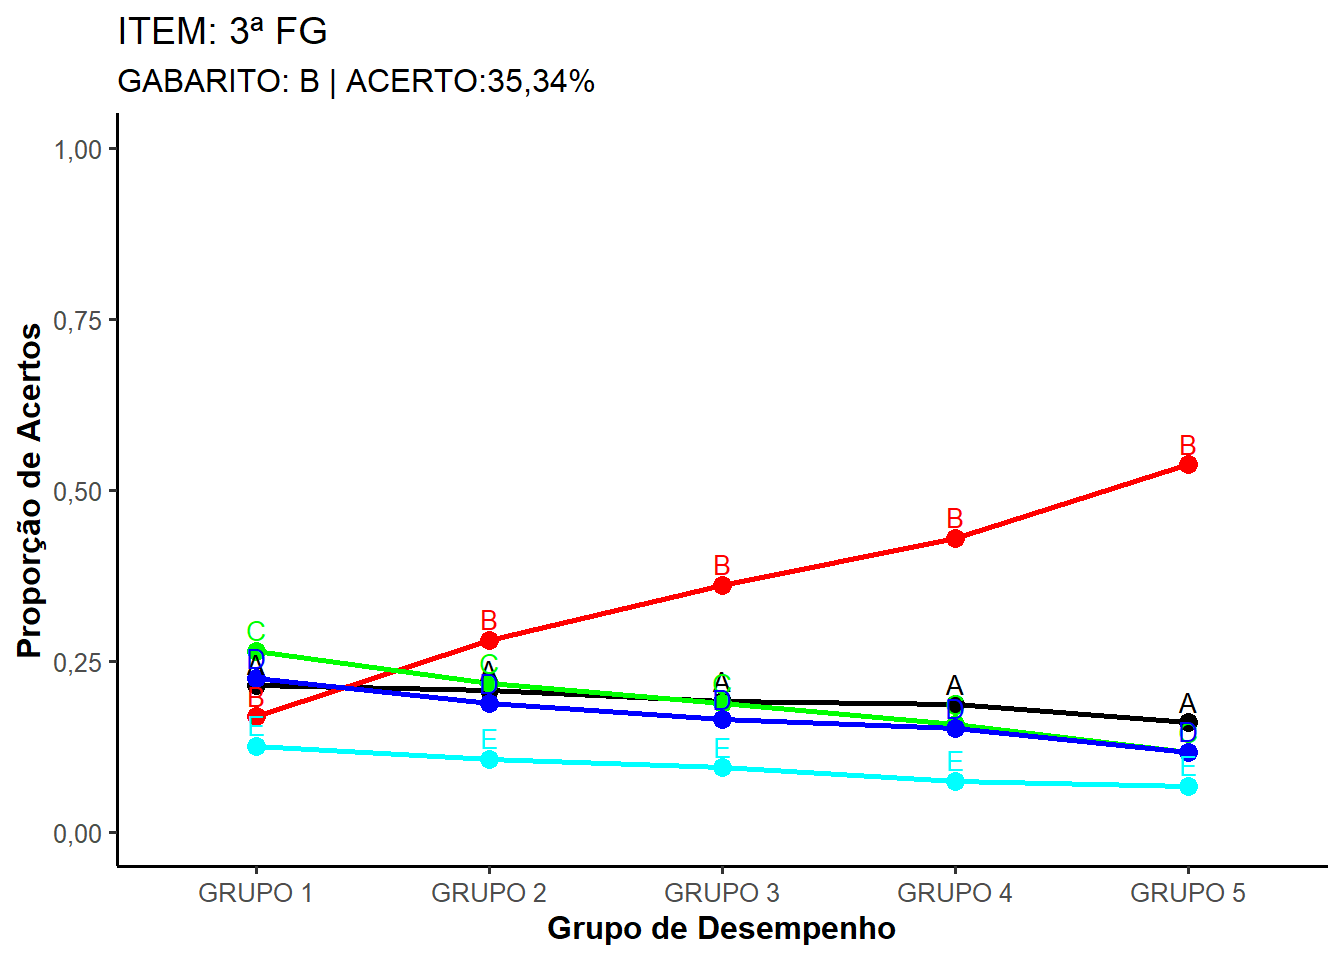 ITEM: 3ª FG
GABARITO: B | ACERTO:35,34%
Proporção de Acertos
1,00
0,75
0,50
0,25
0,00
B
B
B
B
B
C
C
C
A
A
A
A
A
D
D
D
D
D
E
E
E
E
E
GRUPO 1 GRUPO 2 GRUPO 3 GRUPO 4 GRUPO 5
Grupo de Desempenho